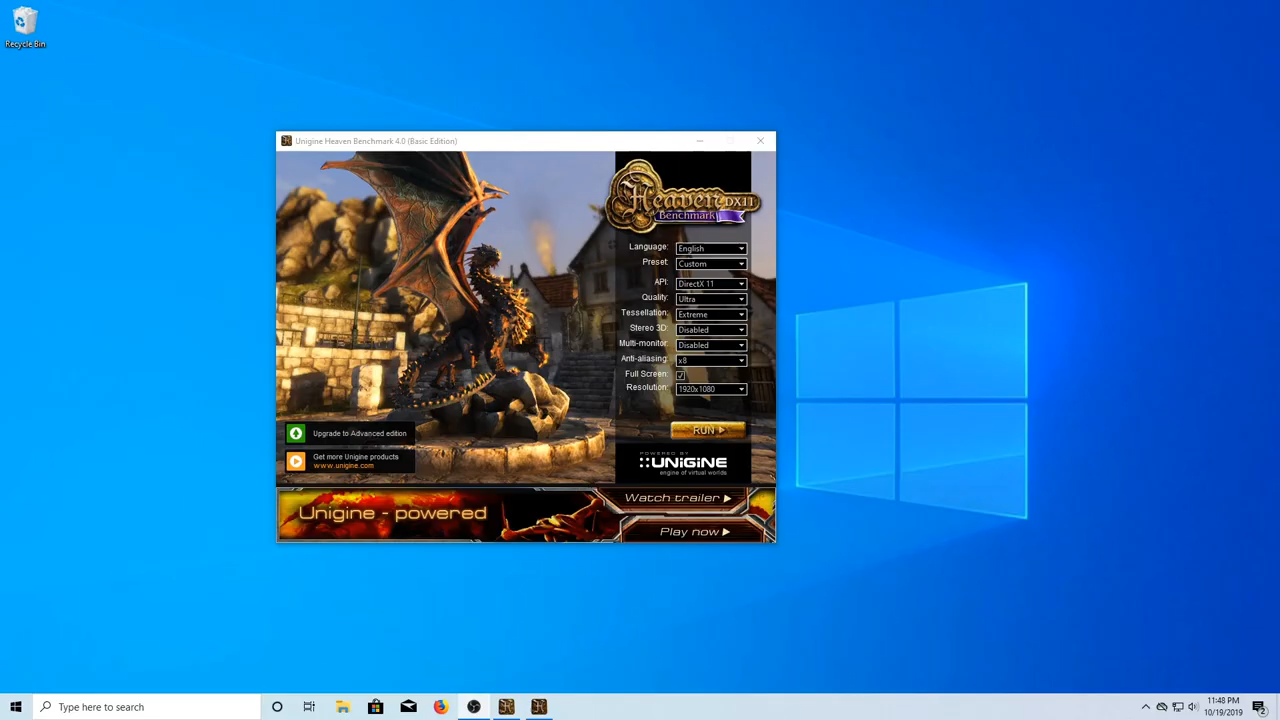 Recycle Bin
Unigine Heaven Benchmark 4.0 (Basic Edition)
Heaven DX11
Benchmark
Language: English
Preset: Custom
API: DirectX 11
Quality: Ultra
Tessellation: Extreme
Stereo 3D: Disabled
Multi-monitor: Disabled
Anti-aliasing: x8
Full Screen:
Resolution: 1920x1080
RUN
Upgrade to Advanced edition
Get more Unigine products
www.unigine.com
POWERED BY
UNIGINE
engine of virtual worlds
Unigine - powered
Watch trailer
Play now
Type here to search
11:48 PM
10/19/2019
2